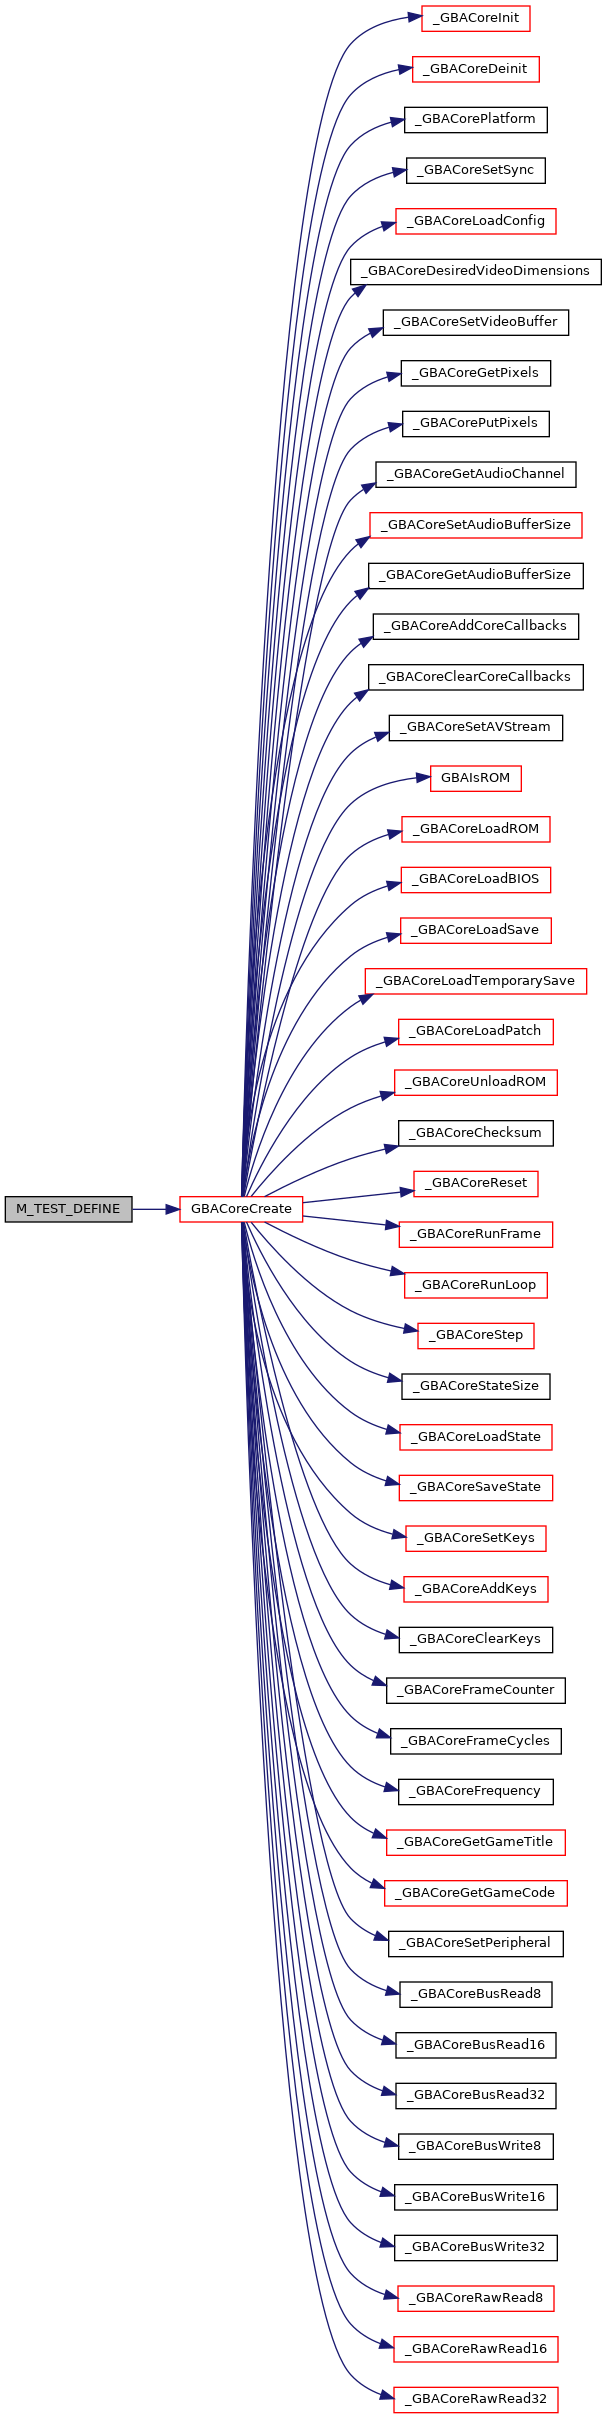 _GBACoreInit
_GBACoreDeinit
_GBACorePlatform
_GBACoreSetSync
_GBACoreLoadConfig
_GBACoreDesiredVideoDimensions
_GBACoreSetVideoBuffer
_GBACoreGetPixels
_GBACorePutPixels
_GBACoreGetAudioChannel
_GBACoreSetAudioBufferSize
_GBACoreGetAudioBufferSize
_GBACoreAddCoreCallbacks
_GBACoreClearCoreCallbacks
_GBACoreSetAVStream
GBAIsROM
_GBACoreLoadROM
_GBACoreLoadBIOS
_GBACoreLoadSave
_GBACoreLoadTemporarySave
_GBACoreLoadPatch
_GBACoreUnloadROM
_GBACoreChecksum
_GBACoreReset
M_TEST_DEFINE
GBACoreCreate
_GBACoreRunFrame
_GBACoreRunLoop
_GBACoreStep
_GBACoreStateSize
_GBACoreLoadState
_GBACoreSaveState
_GBACoreSetKeys
_GBACoreAddKeys
_GBACoreClearKeys
_GBACoreFrameCounter
_GBACoreFrameCycles
_GBACoreFrequency
_GBACoreGetGameTitle
_GBACoreGetGameCode
_GBACoreSetPeripheral
_GBACoreBusRead8
_GBACoreBusRead16
_GBACoreBusRead32
_GBACoreBusWrite8
_GBACoreBusWrite16
_GBACoreBusWrite32
_GBACoreRawRead8
_GBACoreRawRead16
_GBACoreRawRead32